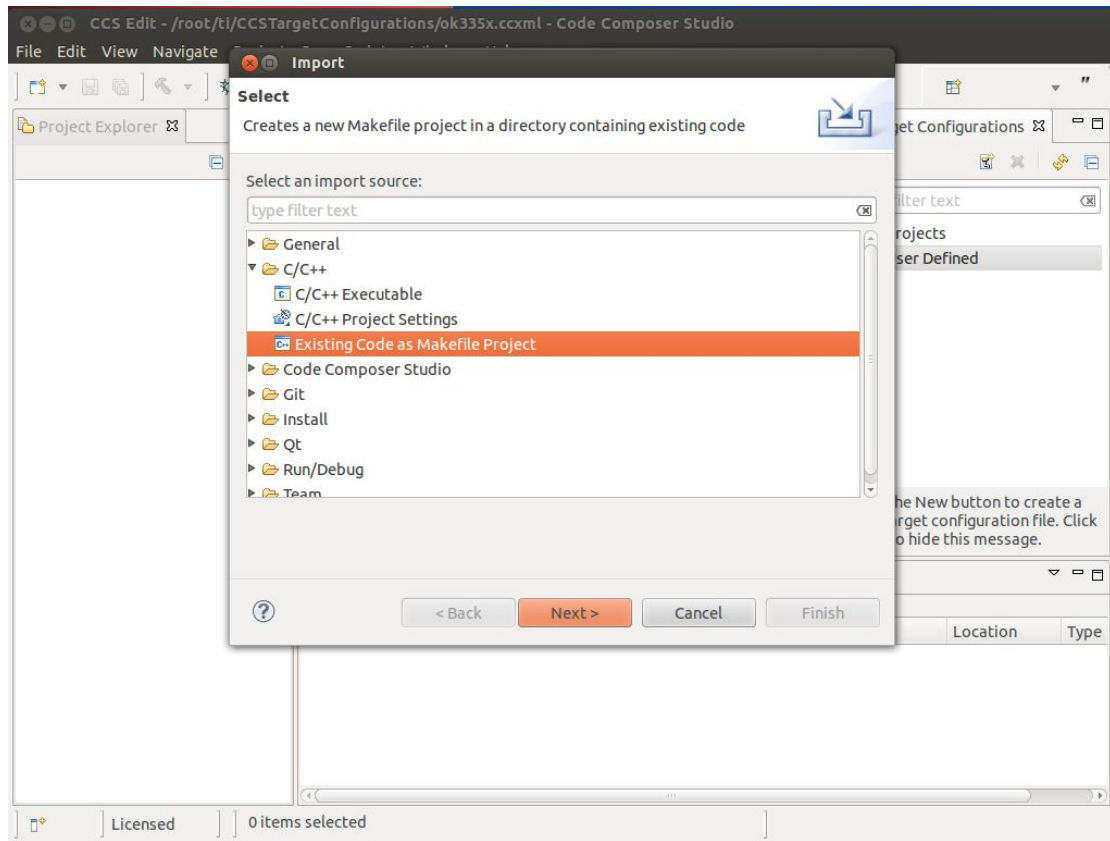 CCS Edit - /root/ti/CCSTargetConfigurations/ok335x.ccxml - Code Composer Studio
File Edit View Navigate
Import
Select
Creates a new Makefile project in a directory containing existing code
Project Explorer
get Configurations
Select an import source:
type filter text
filter text
General
rojects
C/C++
ser Defined
C/C++ Executable
C/C++ Project Settings
Existing Code as Makefile Project
Code Composer Studio
Git
Install
Qt
Run/Debug
Team
he New button to create a
rget configuration file. Click
o hide this message.
< Back Next > Cancel Finish
Location Type
Licensed 0 items selected